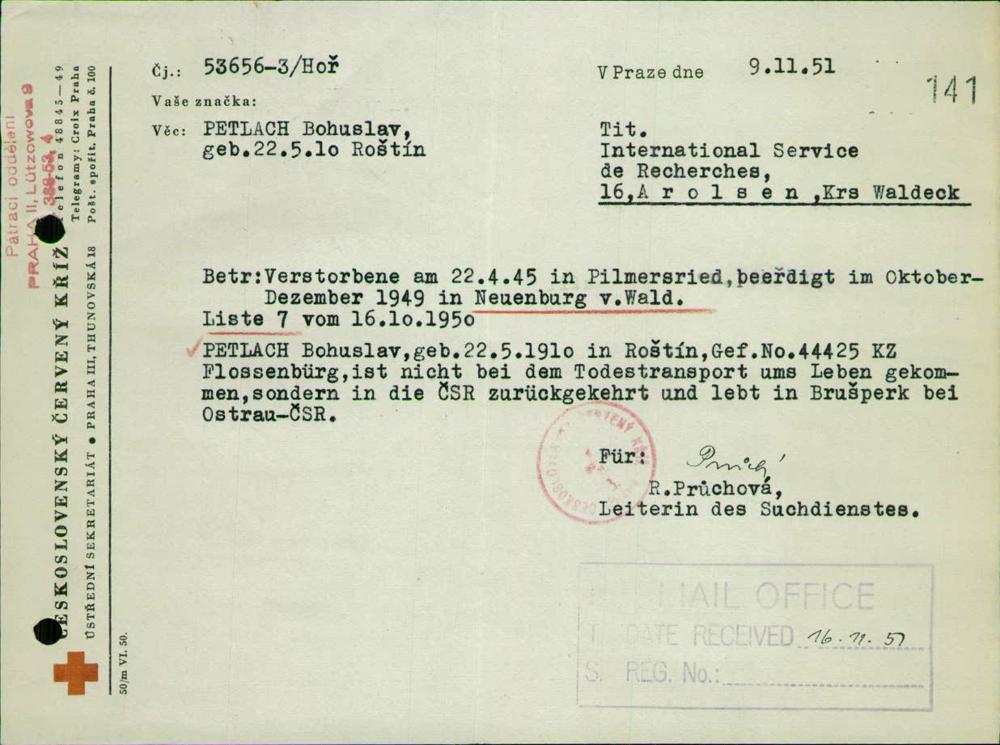 Pátrací oddělení
PRAHA II, Lützowova 9
ČESKOSLOVENSKÝ ČERVENÝ KŘÍŽ
ÚSTŘEDNÍ SEKRETARIÁT • PRAHA III, THUNOVSKÁ 18
Telefon 48845—49
Telegramy: Croix Praha
Pošt. spořit. Praha č. 100
50/m VI. 50.
Čj.: 53656-3/Hoř
V Praze dne 9.11.51
141
Vaše značka:
Věc: PETLACH Bohuslav,
geb.22.5.1o Roštín
Tit.
International Service
de Recherches,
16,A r o l s e n ,Krs Waldeck
Betr:Verstorbene am 22.4.45 in Pilmersried,beerdigt im Oktober-
Dezember 1949 in Neuenburg v.Wald.
Liste 7 vom 16.1o.195o
PETLACH Bohuslav,geb.22.5.191o in Roštín,Gef.No.44425 KZ
Flossenbürg,ist nicht bei dem Todestransport ums Leben gekom-
men,sondern in die ČSR zurückgekehrt und lebt in Brušperk bei
Ostrau-ČSR.
Für:
R.Průchová,
Leiterin des Suchdienstes.
MAIL OFFICE
DATE RECEIVED 16.11.51
S. REG. No.: